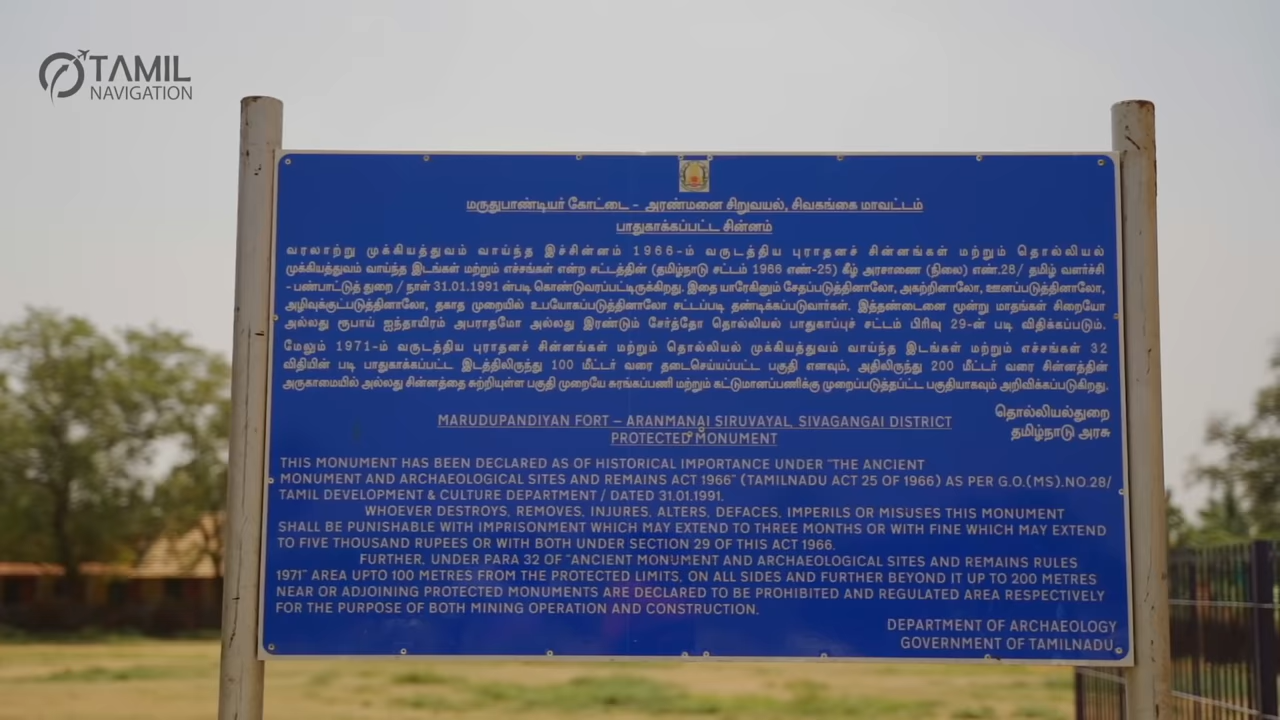 TAMIL
NAVIGATION
மருதுபாண்டியர் கோட்டை – அரண்மனை சிறுவயல், சிவகங்கை மாவட்டம்
பாதுகாக்கப்பட்ட சின்னம்
வரலாற்று முக்கியத்துவம் வாய்ந்த இச்சின்னம் 1966-ம் வருடத்திய புராதனச் சின்னங்கள் மற்றும் தொல்லியல்
முக்கியத்துவம் வாய்ந்த இடங்கள் மற்றும் எச்சங்கள் என்ற சட்டத்தின் (தமிழ்நாடு சட்டம் 1966 எண்-25) கீழ் அரசாணை (நிலை) எண்.28/ தமிழ் வளர்ச்சி
- பண்பாட்டுத் துறை / நாள் 31.01.1991 ன்படி கொண்டுவரப்பட்டிருக்கிறது. இதை யாரேனும் சேதப்படுத்தினாலோ, அகற்றினாலோ, ஊனப்படுத்தினாலோ,
அழிவுக்குட்படுத்தினாலோ, தகாத முறையில் உபயோகப்படுத்தினாலோ சட்டப்படி தண்டிக்கப்படுவார்கள். இத்தண்டனை மூன்று மாதங்கள் சிறையோ
அல்லது ரூபாய் ஐந்தாயிரம் அபராதமோ அல்லது இரண்டும் சேர்த்தோ தொல்லியல் பாதுகாப்புச் சட்டம் பிரிவு 29-ன் படி விதிக்கப்படும்.
மேலும் 1971-ம் வருடத்திய புராதனச் சின்னங்கள் மற்றும் தொல்லியல் முக்கியத்துவம் வாய்ந்த இடங்கள் மற்றும் எச்சங்கள் 32
விதியின் படி பாதுகாக்கப்பட்ட இடத்திலிருந்து 100 மீட்டர் வரை தடைசெய்யப்பட்ட பகுதி எனவும், அதிலிருந்து 200 மீட்டர் வரை சின்னத்தின்
அருகாமையில் அல்லது சின்னத்தை சுற்றியுள்ள பகுதி முறையே சுரங்கப்பணி மற்றும் கட்டுமானப்பணிக்கு முறைப்படுத்தப்பட்ட பகுதியாகவும் அறிவிக்கப்படுகிறது.
தொல்லியல்துறை
தமிழ்நாடு அரசு
MARUDUPANDIYAN FORT – ARANMANAI SIRUVAYAL, SIVAGANGAI DISTRICT
PROTECTED MONUMENT
THIS MONUMENT HAS BEEN DECLARED AS OF HISTORICAL IMPORTANCE UNDER "THE ANCIENT
MONUMENT AND ARCHAEOLOGICAL SITES AND REMAINS ACT 1966" (TAMILNADU ACT 25 OF 1966) AS PER G.O.(MS).NO.28/
TAMIL DEVELOPMENT & CULTURE DEPARTMENT / DATED 31.01.1991.
WHOEVER DESTROYS, REMOVES, INJURES, ALTERS, DEFACES, IMPERILS OR MISUSES THIS MONUMENT
SHALL BE PUNISHABLE WITH IMPRISONMENT WHICH MAY EXTEND TO THREE MONTHS OR WITH FINE WHICH MAY EXTEND
TO FIVE THOUSAND RUPEES OR WITH BOTH UNDER SECTION 29 OF THIS ACT 1966.
FURTHER, UNDER PARA 32 OF "ANCIENT MONUMENT AND ARCHAEOLOGICAL SITES AND REMAINS RULES
1971" AREA UPTO 100 METRES FROM THE PROTECTED LIMITS, ON ALL SIDES AND FURTHER BEYOND IT UP TO 200 METRES
NEAR OR ADJOINING PROTECTED MONUMENTS ARE DECLARED TO BE PROHIBITED AND REGULATED AREA RESPECTIVELY
FOR THE PURPOSE OF BOTH MINING OPERATION AND CONSTRUCTION.
DEPARTMENT OF ARCHAEOLOGY
GOVERNMENT OF TAMILNADU.